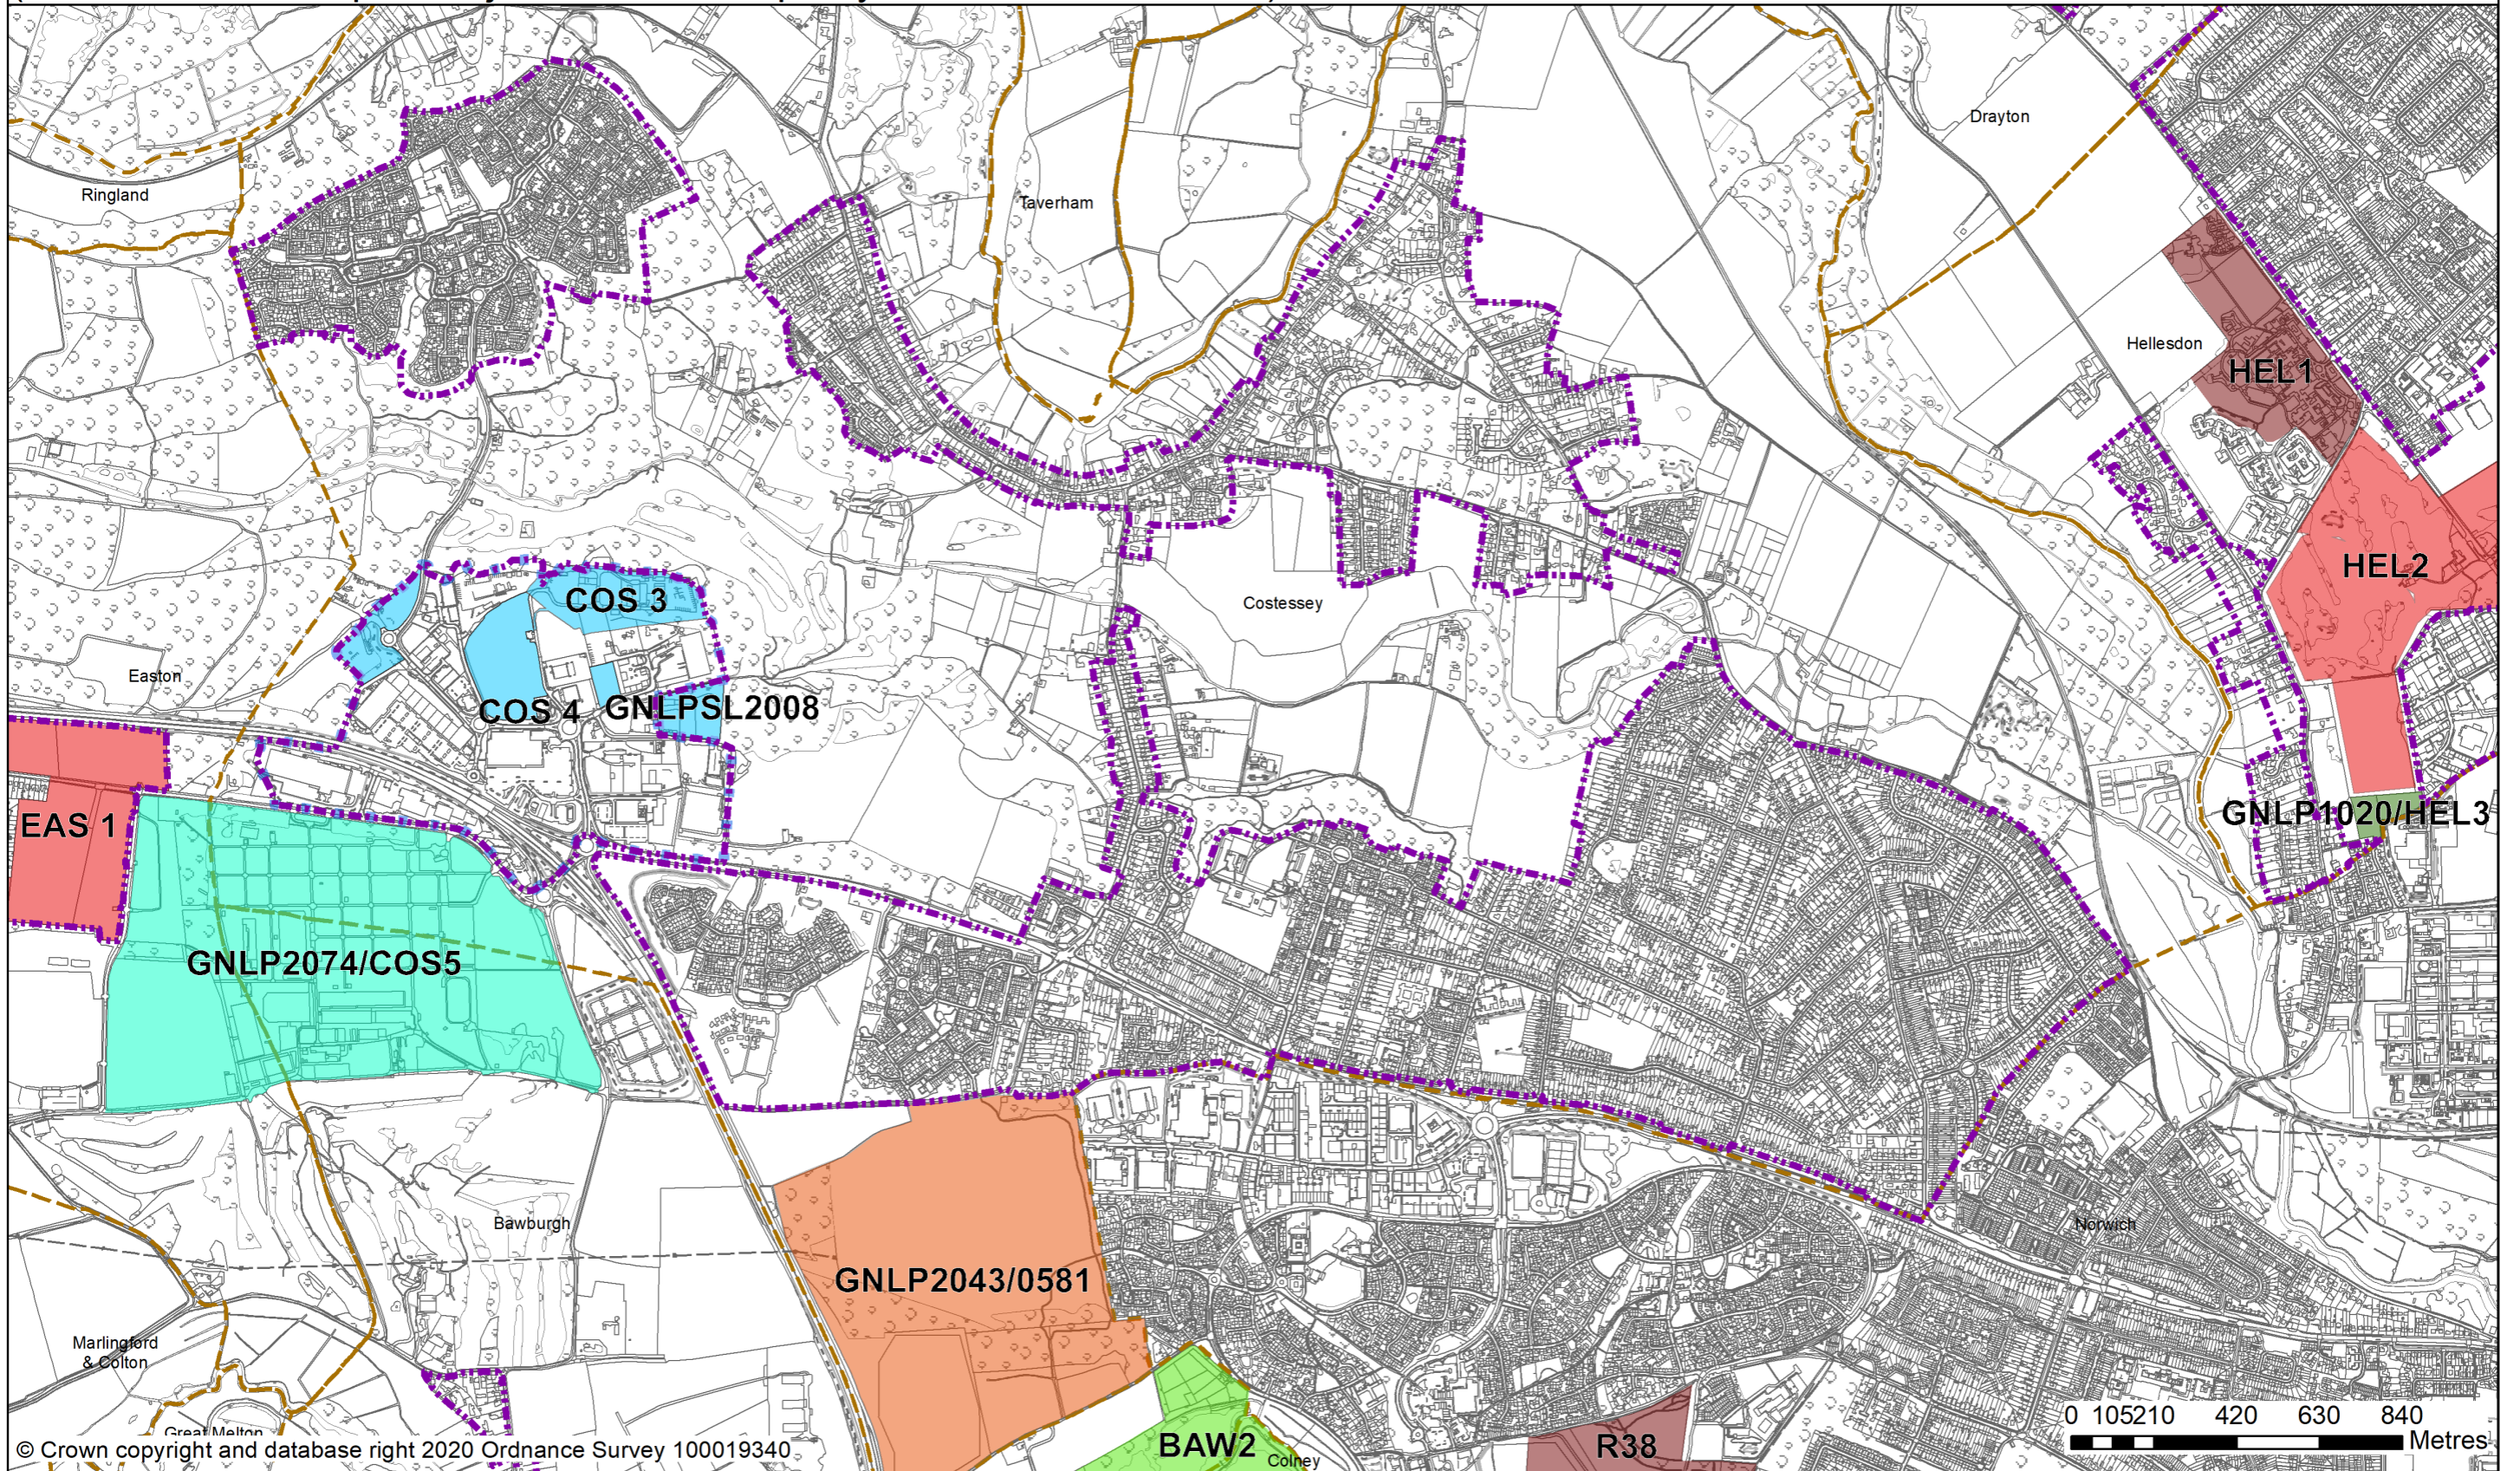 Drayton
Ringland
Taverham
Hellesdon
HEL1
HEL2
COS 3
Costessey
Easton
COS 4
GNLPSL2008
GNLP1020/HEL3
EAS 1
GNLP2074/COS5
Bawburgh
Norwich
GNLP2043/0581
Marlingford
& Colton
Great Melton
BAW2
Colney
R38
0 105210 420 630 840
Metres
© Crown copyright and database right 2020 Ordnance Survey 100019340